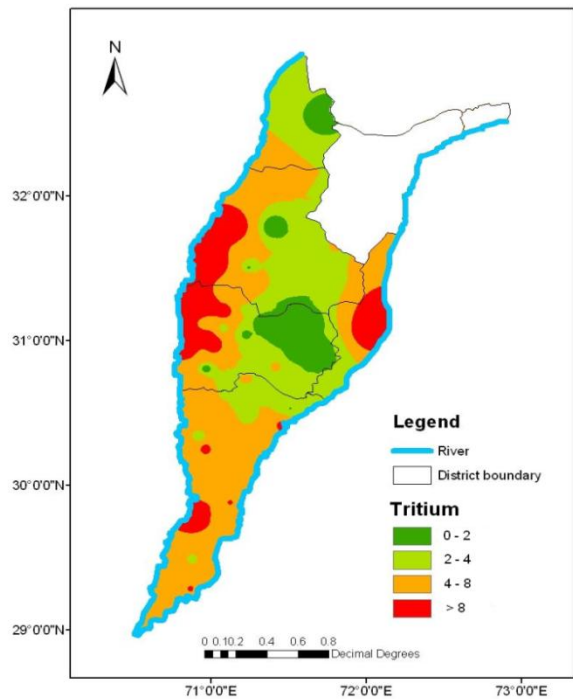 N
32°0'0"N
31°0'0"N
30°0'0"N
29°0'0"N
Legend
River
District boundary
Tritium
0 - 2
2 - 4
4 - 8
> 8
0 0.10.2 0.4 0.6 0.8
Decimal Degrees
71°0'0"E 72°0'0"E 73°0'0"E